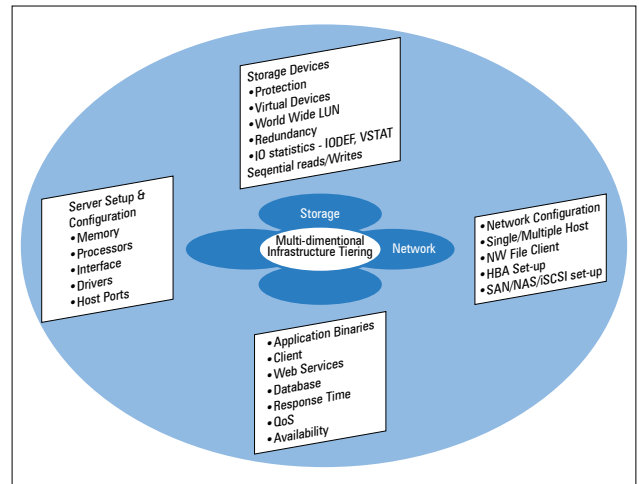 Storage Devices
•Protection
•Virtual Devices
•World Wide LUN
•Redundancy
•IO statistics - IODEF, VSTAT
Seqential reads/Writes
Server Setup &
Configuration
•Memory
•Processors
•Interface
•Drivers
•Host Ports
Storage
Multi-dimentional
Infrastructure Tiering
Network
•Network Configuration
•Single/Multiple Host
•NW File Client
•HBA Set-up
•SAN/NAS/iSCSI set-up
•Application Binaries
•Client
•Web Services
•Database
•Response Time
•QoS
•Availability